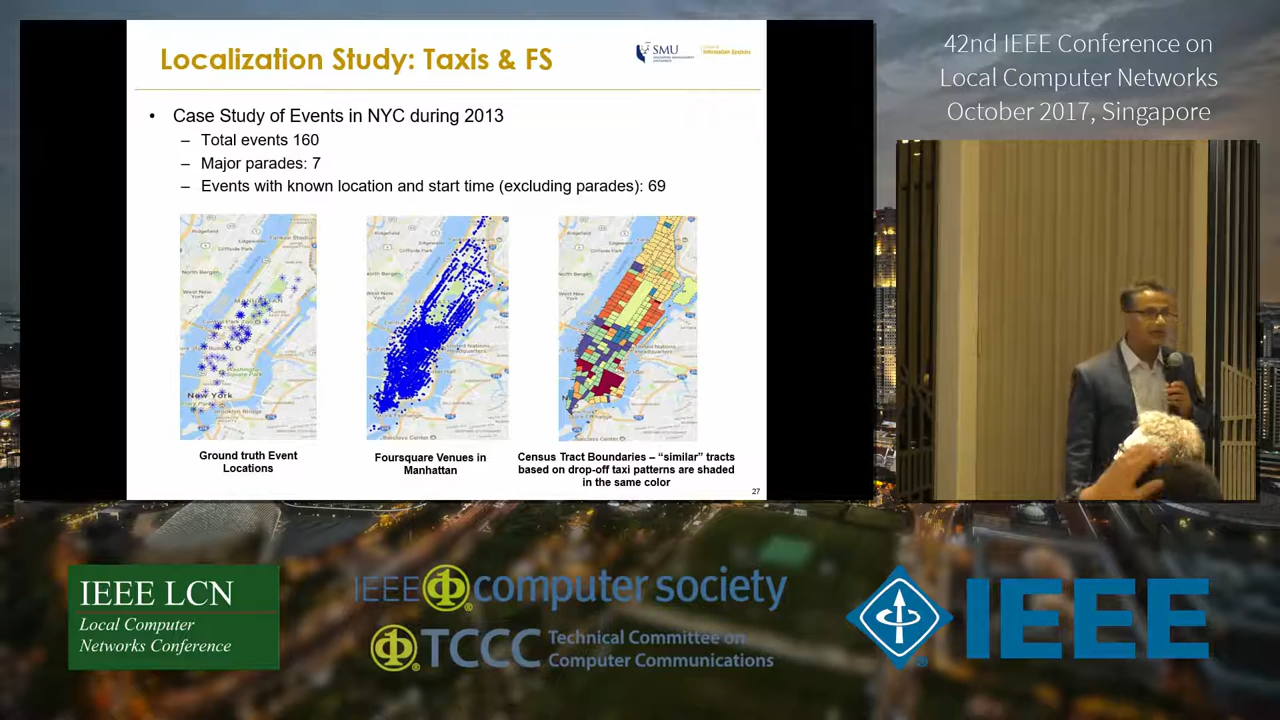 Localization Study: Taxis & FS
SMU
Information Systems
• Case Study of Events in NYC during 2013
– Total events 160
– Major parades: 7
– Events with known location and start time (excluding parades): 69
Ground truth Event
Locations
Foursquare Venues in
Manhattan
Census Tract Boundaries – “similar” tracts
based on drop-off taxi patterns are shaded
in the same color
27
42nd IEEE Conference on
Local Computer Networks
October 2017, Singapore
IEEE LCN
Local Computer
Networks Conference
IEEE computer society
TCCC Technical Committee on
Computer Communications
IEEE